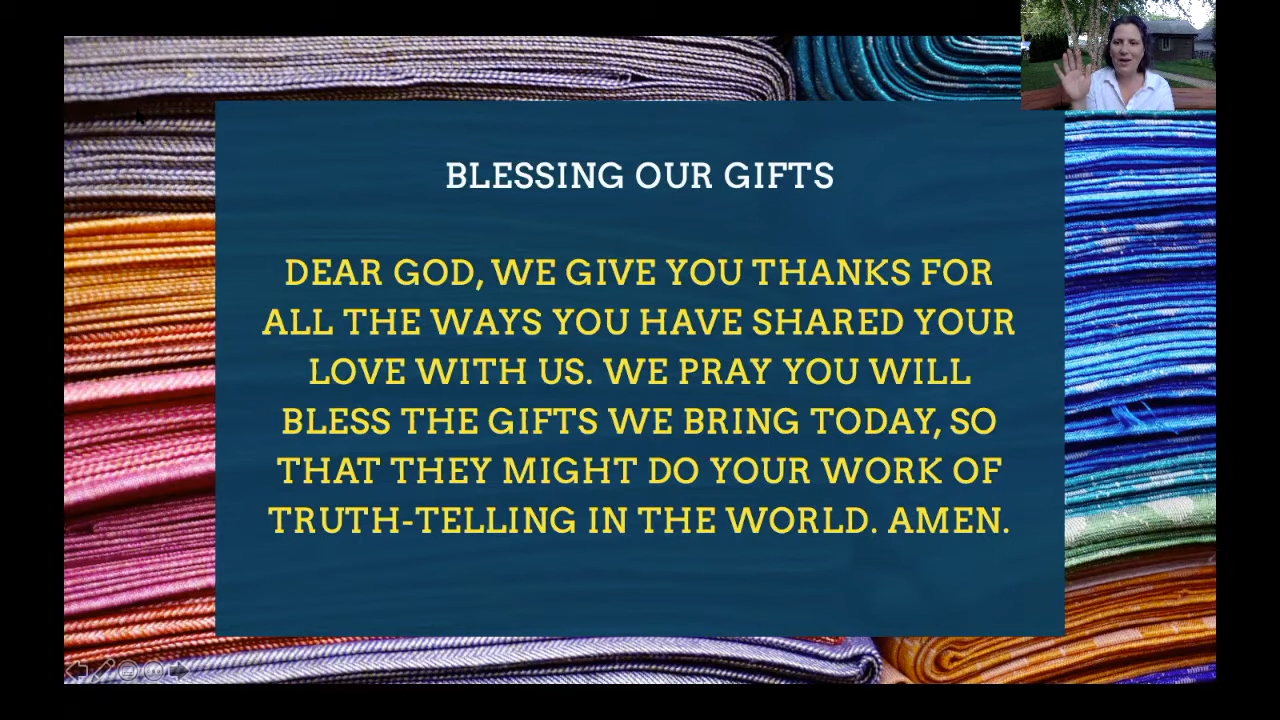 BLESSING OUR GIFTS
DEAR GOD, WE GIVE YOU THANKS FOR
ALL THE WAYS YOU HAVE SHARED YOUR
LOVE WITH US. WE PRAY YOU WILL
BLESS THE GIFTS WE BRING TODAY, SO
THAT THEY MIGHT DO YOUR WORK OF
TRUTH-TELLING IN THE WORLD. AMEN.